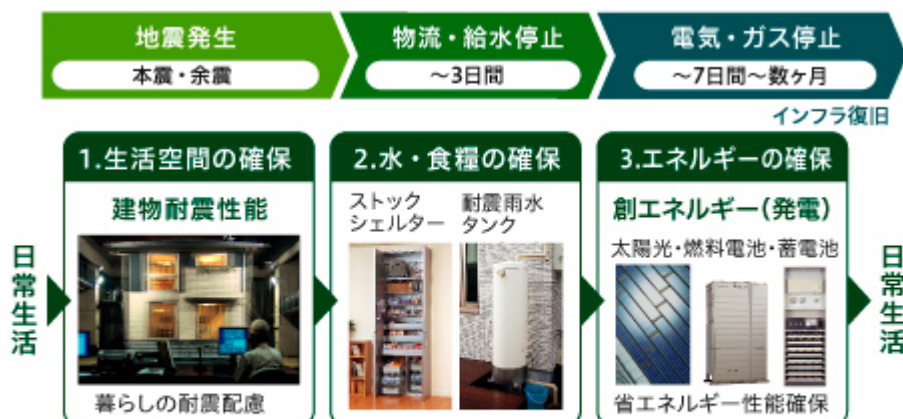 地震発生
本震・余震
物流・給水停止
～3日間
電気・ガス停止
～7日間～数ヶ月
インフラ復旧
日常生活
1.生活空間の確保
建物耐震性能
暮らしの耐震配慮
2.水・食糧の確保
ストック
シェルター
耐震雨水
タンク
3.エネルギーの確保
創エネルギー（発電）
太陽光・燃料電池・蓄電池
省エネルギー性能確保
日常生活